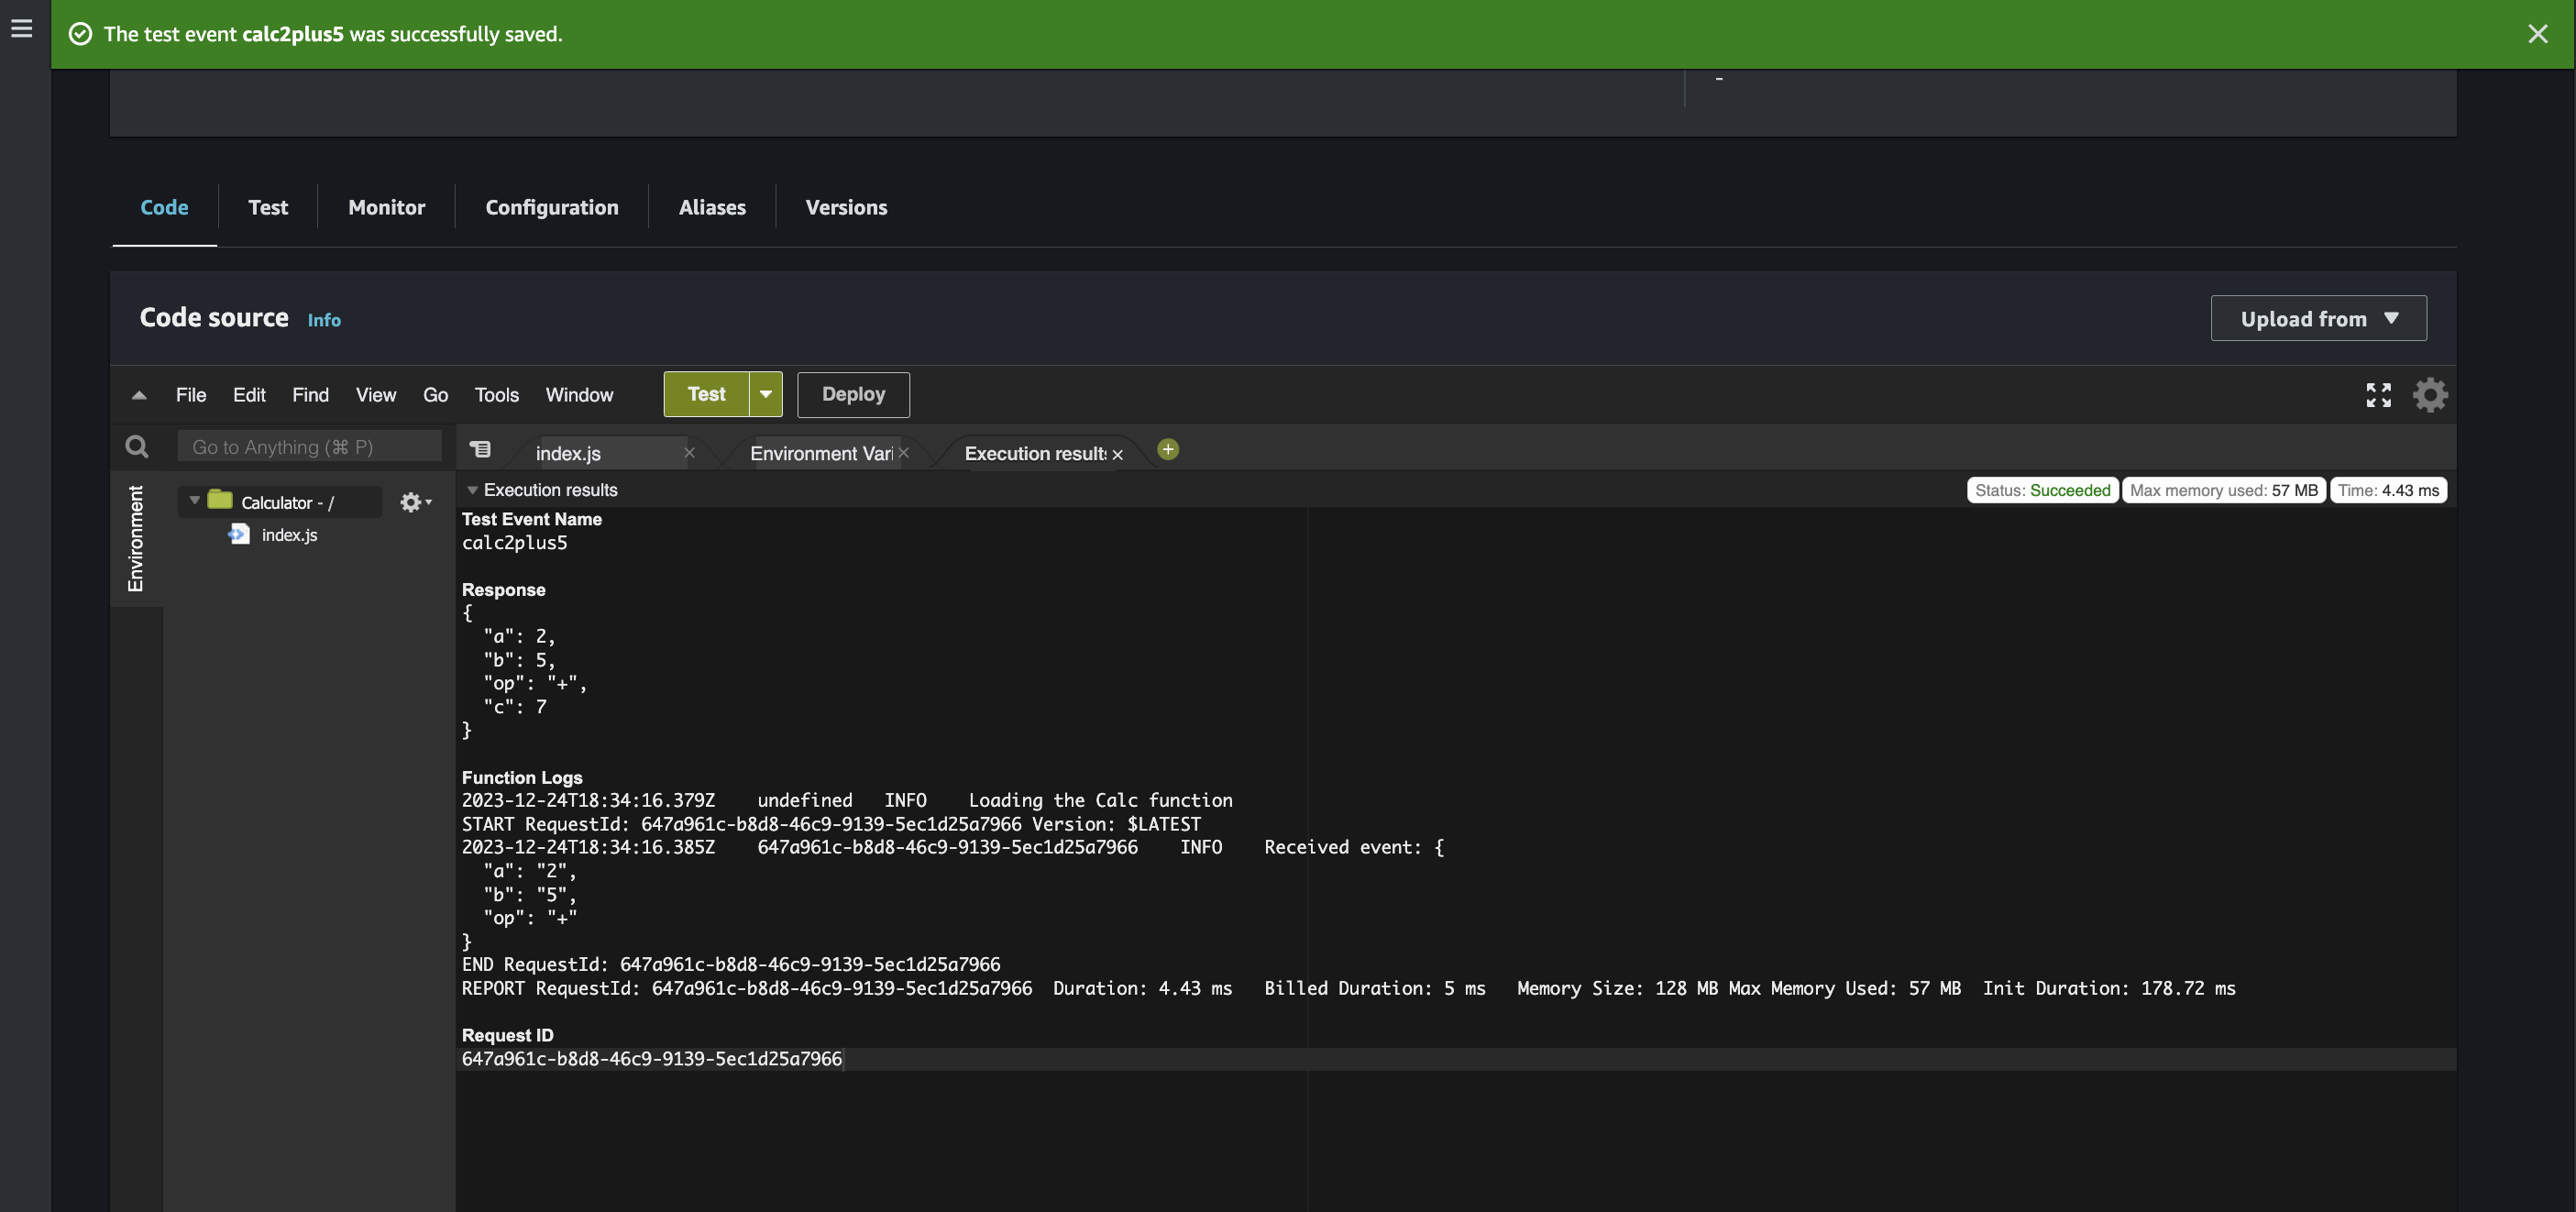 The test event calc2plus5 was successfully saved.
-
Code Test Monitor Configuration Aliases Versions
Code source Info
Upload from
File Edit Find View Go Tools Window Test Deploy
Go to Anything (⌘ P)
index.js Environment Vari Execution results
Execution results
Status: Succeeded Max memory used: 57 MB Time: 4.43 ms
Environment
Calculator - /
index.js
Test Event Name
calc2plus5
Response
{
  "a": 2,
  "b": 5,
  "op": "+",
  "c": 7
}
Function Logs
2023-12-24T18:34:16.379Z    undefined   INFO    Loading the Calc function
START RequestId: 647a961c-b8d8-46c9-9139-5ec1d25a7966 Version: $LATEST
2023-12-24T18:34:16.385Z    647a961c-b8d8-46c9-9139-5ec1d25a7966    INFO    Received event: {
  "a": "2",
  "b": "5",
  "op": "+"
}
END RequestId: 647a961c-b8d8-46c9-9139-5ec1d25a7966
REPORT RequestId: 647a961c-b8d8-46c9-9139-5ec1d25a7966  Duration: 4.43 ms   Billed Duration: 5 ms   Memory Size: 128 MB Max Memory Used: 57 MB  Init Duration: 178.72 ms
Request ID
647a961c-b8d8-46c9-9139-5ec1d25a7966